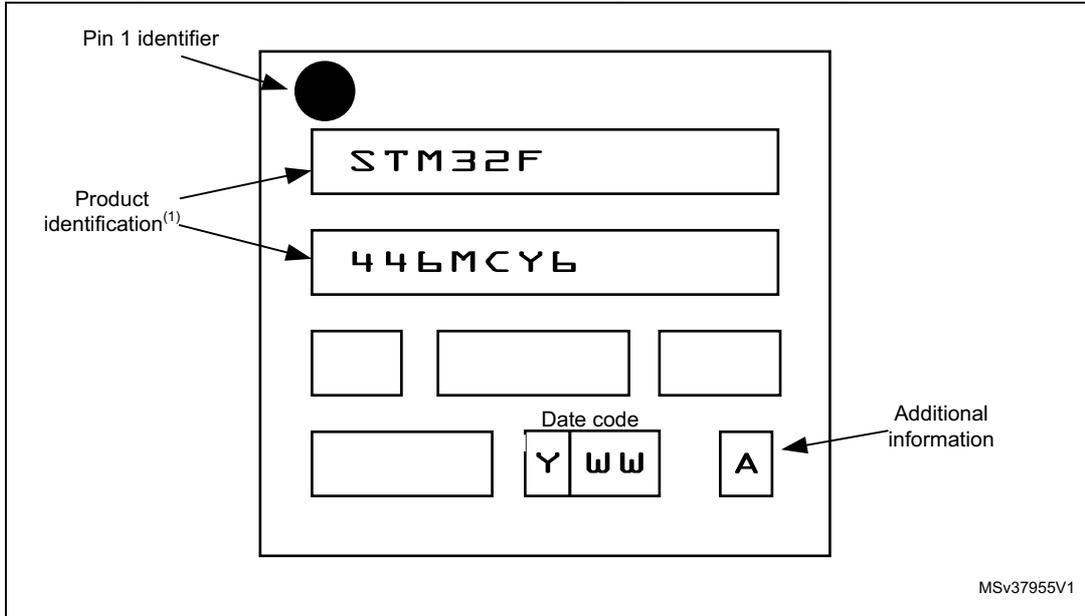 Pin 1 identifier
STM32F
Product
identification(1)
446MCY6
Date code
Y WW
A
Additional
information
MSv37955V1